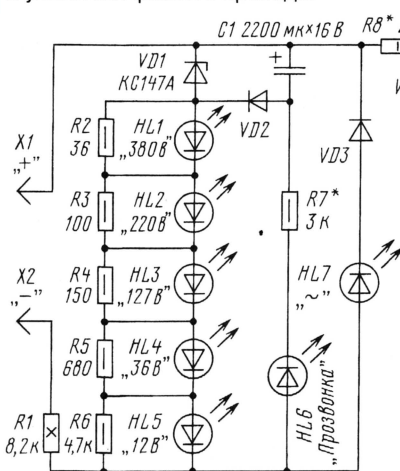 C1 2200 мк×16 В
R8*
VD1
КС147А
+
R2
36
HL1
„380В"
VD2
VD3
X1
„+"
R3
100
HL2
„220В"
R7*
3 к
X2
„–"
R4
150
HL3
„127В"
HL7
„~"
R5
680
HL4
„36В"
HL6
„Прозвонка"
R1
8,2к
R6
4,7к
HL5
„12В"